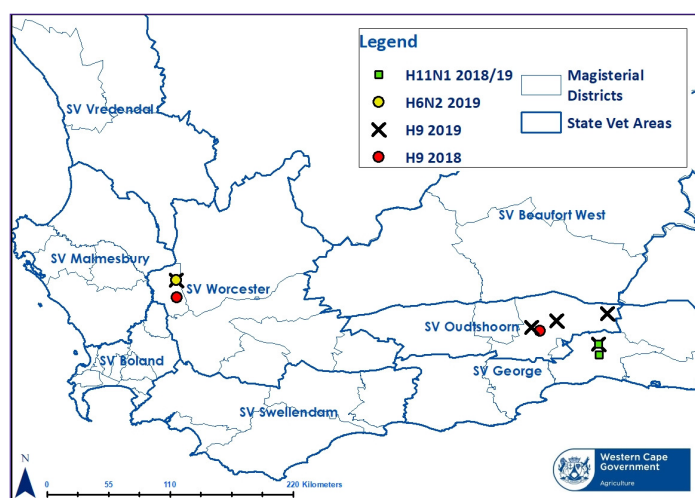 Legend
H11N1 2018/19
H6N2 2019
H9 2019
H9 2018
Magisterial
Districts
State Vet Areas
SV Vredendal
SV Beaufort West
SV Malmesbury
SV Worcester
SV Oudtshoorn
SV Boland
SV George
SV Swellendam
N
0 55 110 220 Kilometers
Western Cape
Government
Agriculture